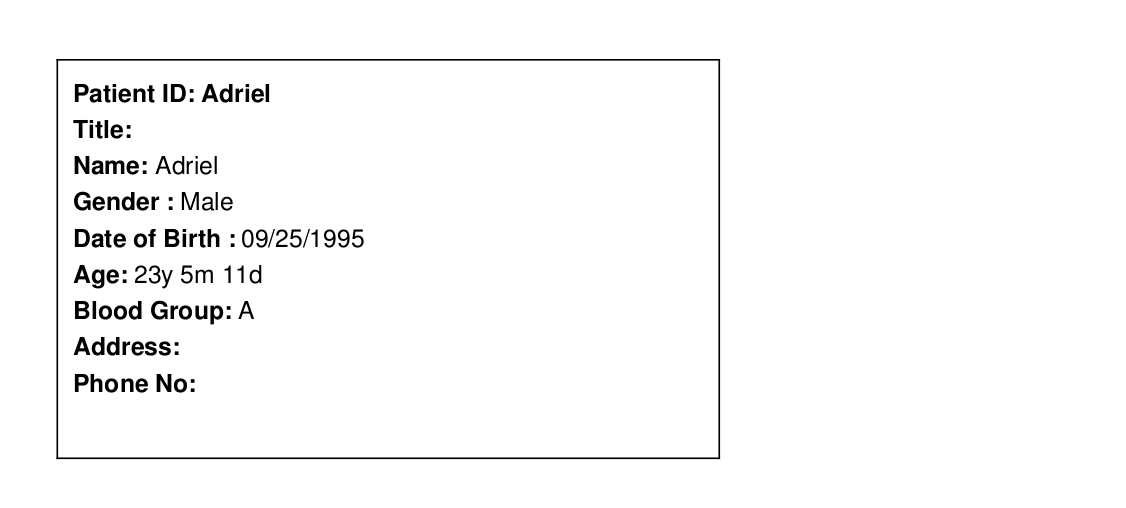 Patient ID: Adriel
Title:
Name: Adriel
Gender : Male
Date of Birth : 09/25/1995
Age: 23y 5m 11d
Blood Group: A
Address:
Phone No: